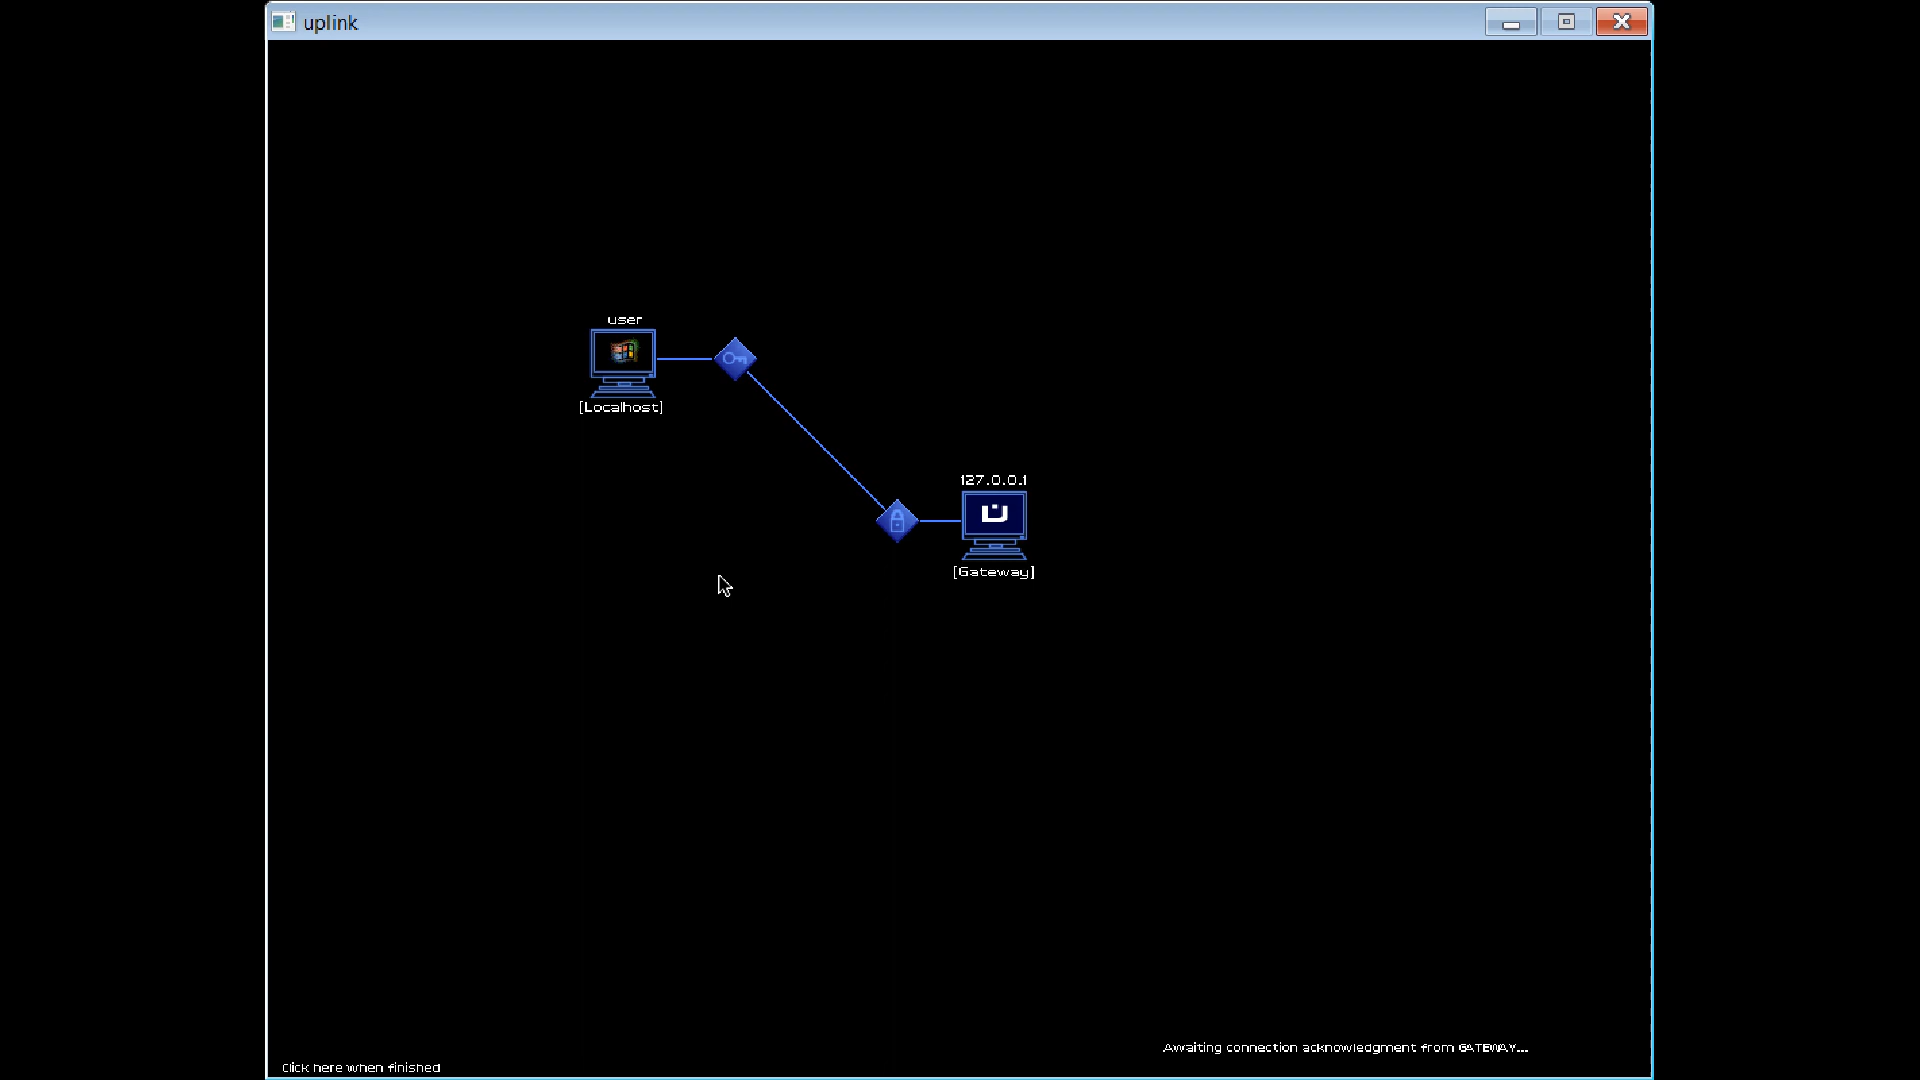 uplink
user
[Localhost]
127.0.0.1
[Gateway]
Awaiting connection acknowledgment from GATEWAY...
Click here when finished